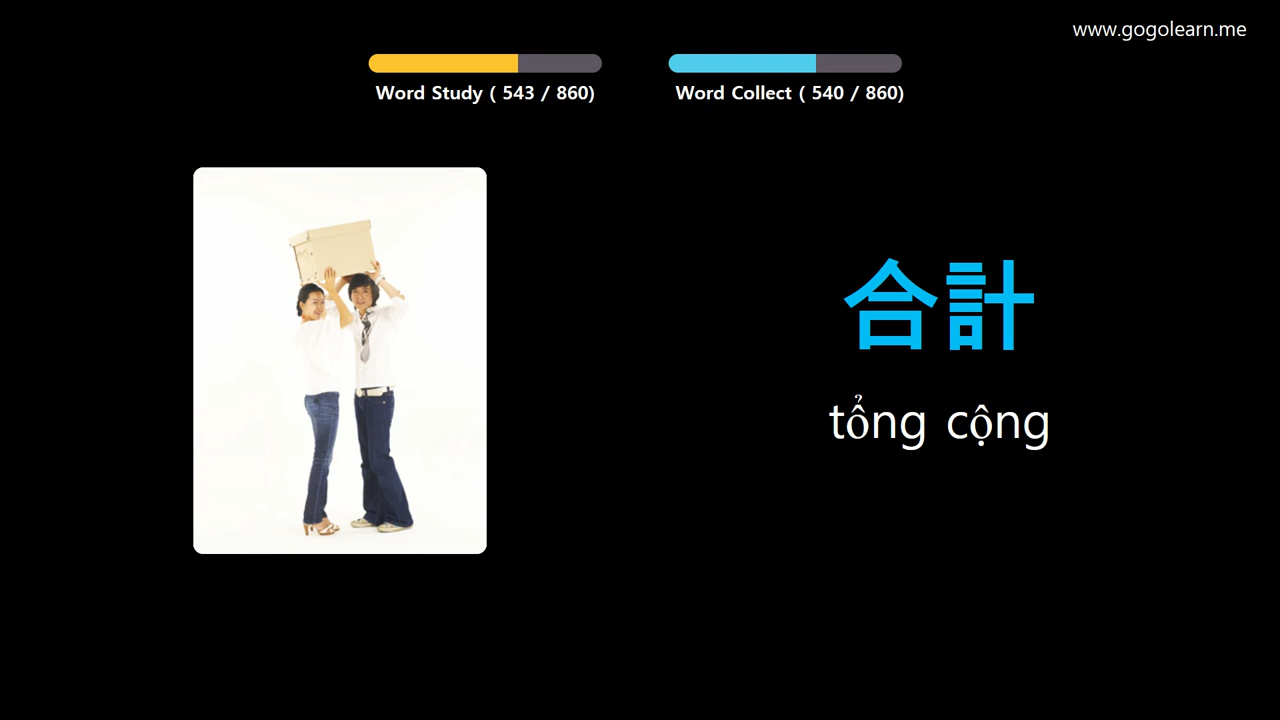 www.gogolearn.me
Word Study ( 543 / 860)
Word Collect ( 540 / 860)
合計
tổng cộng